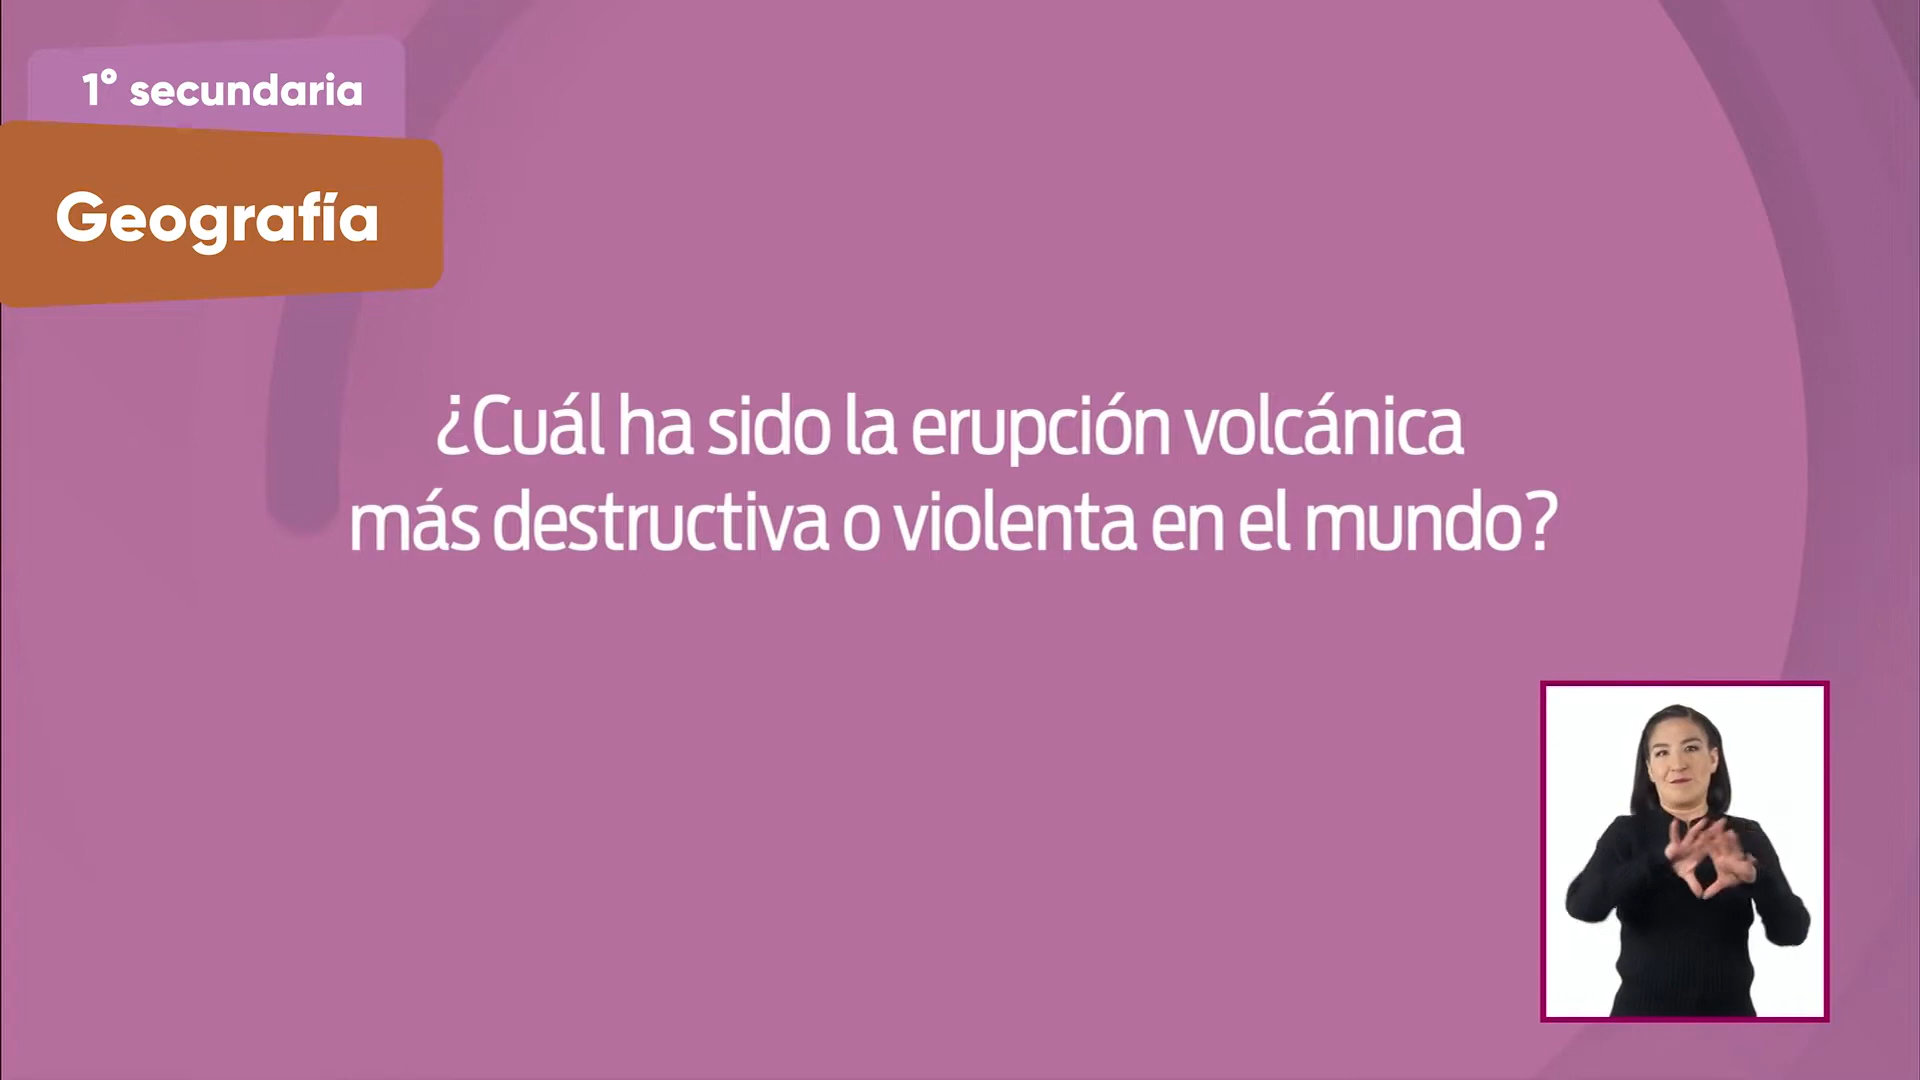 1° secundaria
Geografía
¿Cuál ha sido la erupción volcánica
más destructiva o violenta en el mundo?